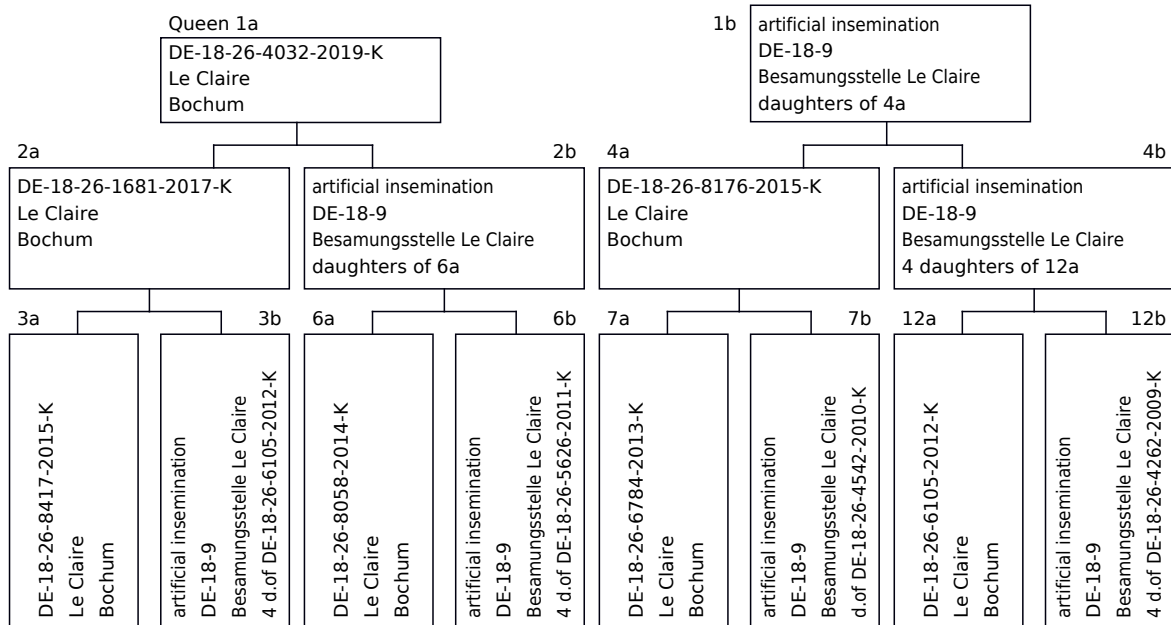 Queen 1a
DE-18-26-4032-2019-K
Le Claire
Bochum
1b
artificial insemination
DE-18-9
Besamungsstelle Le Claire
daughters of 4a
2a
DE-18-26-1681-2017-K
Le Claire
Bochum
2b
artificial insemination
DE-18-9
Besamungsstelle Le Claire
daughters of 6a
4a
DE-18-26-8176-2015-K
Le Claire
Bochum
4b
artificial insemination
DE-18-9
Besamungsstelle Le Claire
4 daughters of 12a
3a
DE-18-26-8417-2015-K
Le Claire
Bochum
3b
artificial insemination
DE-18-9
Besamungsstelle Le Claire
4 d.of DE-18-26-6105-2012-K
6a
DE-18-26-8058-2014-K
Le Claire
Bochum
6b
artificial insemination
DE-18-9
Besamungsstelle Le Claire
4 d.of DE-18-26-5626-2011-K
7a
DE-18-26-6784-2013-K
Le Claire
Bochum
7b
artificial insemination
DE-18-9
Besamungsstelle Le Claire
d.of DE-18-26-4542-2010-K
12a
DE-18-26-6105-2012-K
Le Claire
Bochum
12b
artificial insemination
DE-18-9
Besamungsstelle Le Claire
4 d.of DE-18-26-4262-2009-K